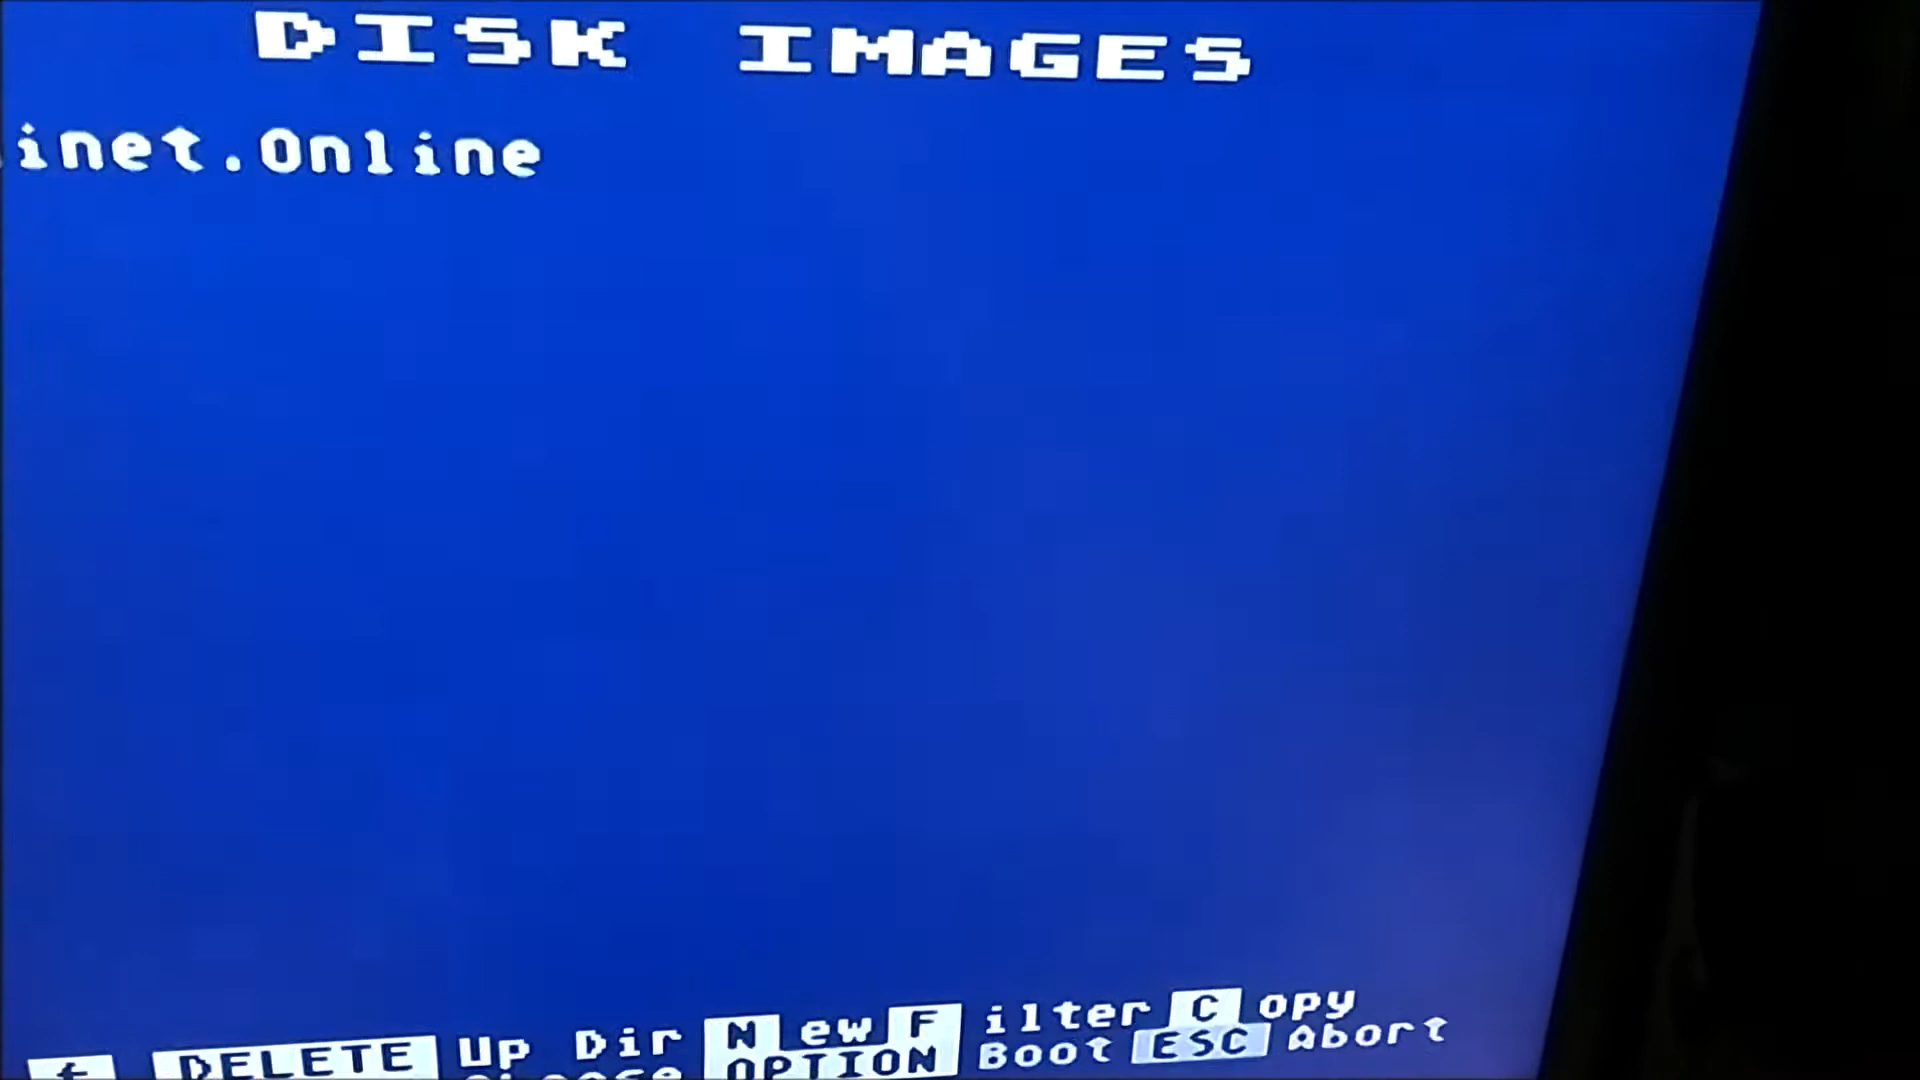 DISK IMAGES
inet.Online
DELETE Up Dir N ew F ilter C opy
OPTION Boot ESC Abort